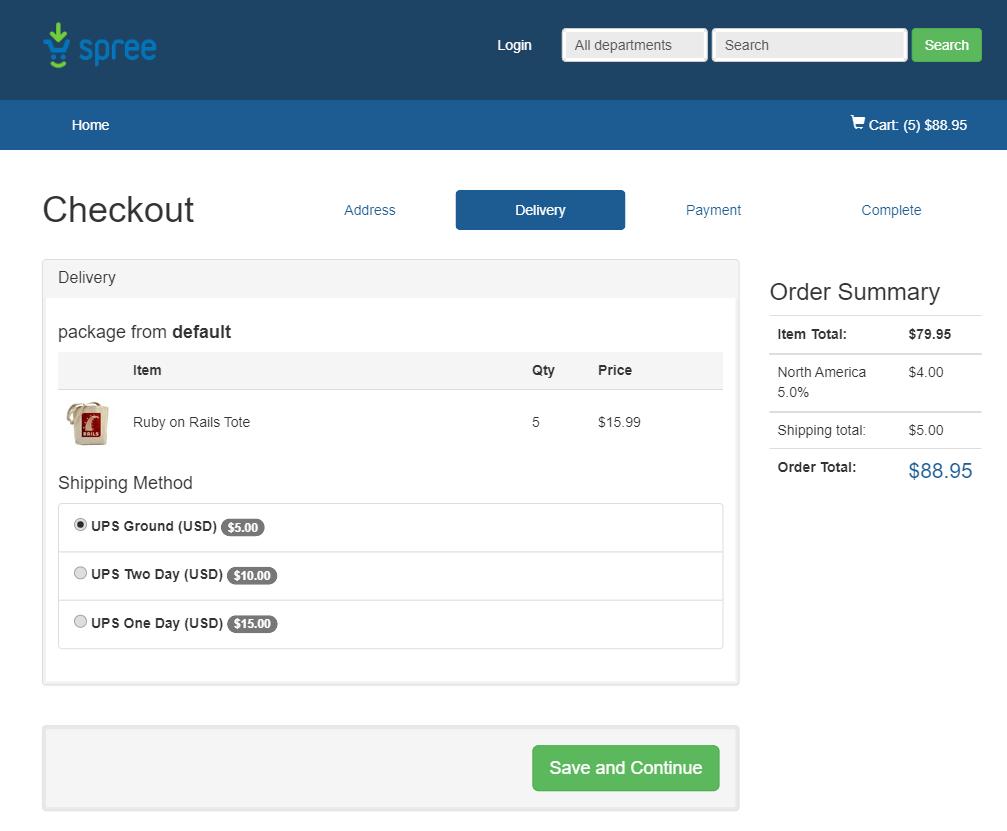 spree
Login
All departments
Search
Search
Home
Cart: (5) $88.95
Checkout
Address
Delivery
Payment
Complete
Delivery
package from default
Item Qty Price
RAILS
Ruby on Rails Tote 5 $15.99
Shipping Method
UPS Ground (USD) $5.00
UPS Two Day (USD) $10.00
UPS One Day (USD) $15.00
Save and Continue
Order Summary
Item Total: $79.95
North America $4.00
5.0%
Shipping total: $5.00
Order Total: $88.95